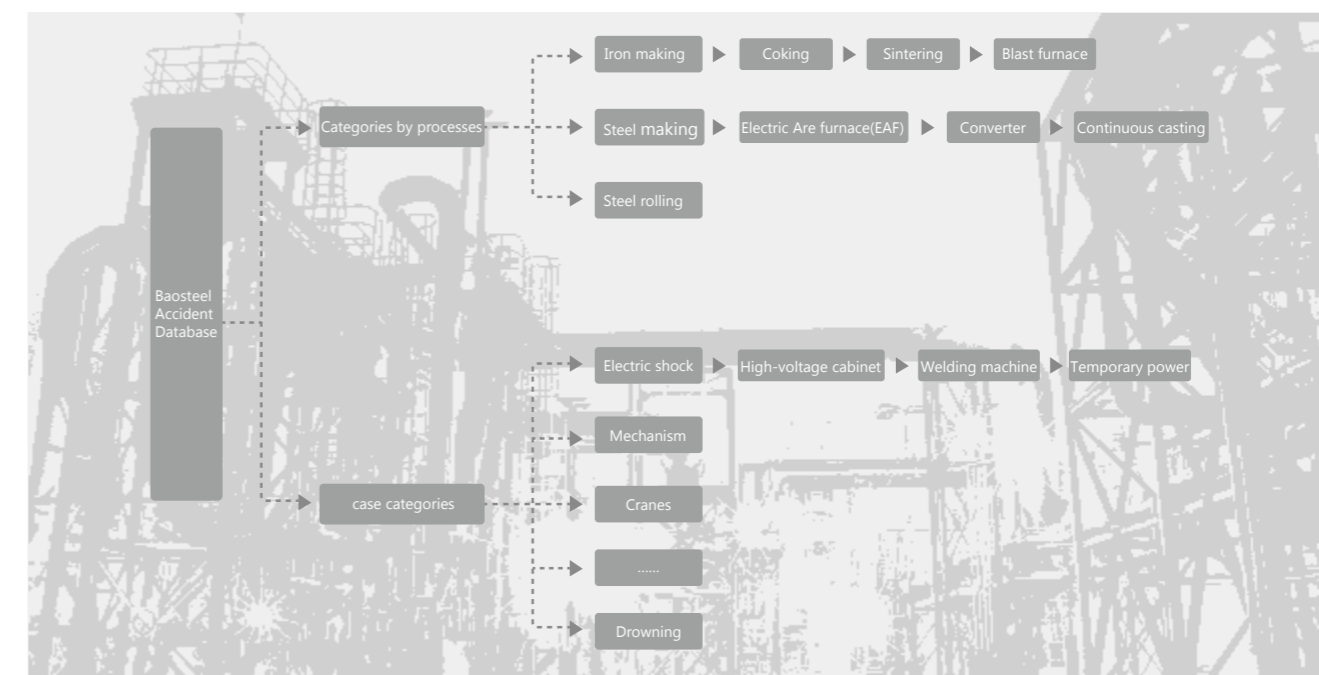 Iron making
Coking
Sintering
Blast furnace
Categories by processes
Steel making
Electric Are furnace(EAF)
Converter
Continuous casting
Steel rolling
Baosteel
Accident
Database
Electric shock
High-voltage cabinet
Welding machine
Temporary power
Mechanism
case categories
Cranes
......
Drowning